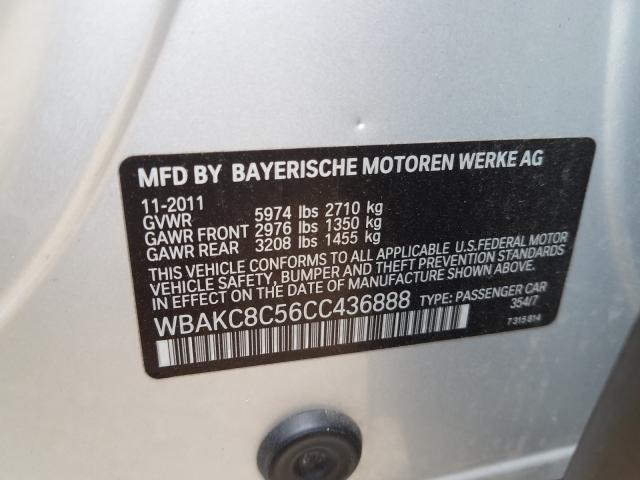 MFD BY BAYERISCHE MOTOREN WERKE AG
11-2011
GVWR 5974 lbs 2710 kg
GAWR FRONT 2976 lbs 1350 kg
GAWR REAR 3208 lbs 1455 kg
THIS VEHICLE CONFORMS TO ALL APPLICABLE U.S.FEDERAL MOTOR
VEHICLE SAFETY, BUMPER AND THEFT PREVENTION STANDARDS
IN EFFECT ON THE DATE OF MANUFACTURE SHOWN ABOVE.
WBAKC8C56CC436888 TYPE: PASSENGER CAR
354/7
7315814